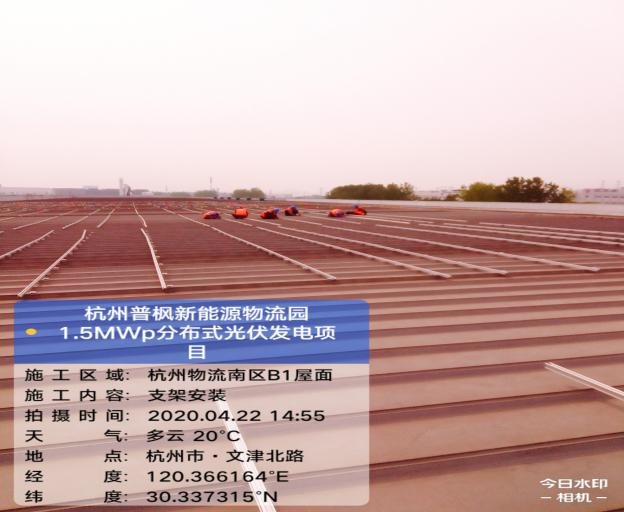 杭州普枫新能源物流园
1.5MWp分布式光伏发电项
目
施工区域: 杭州物流南区B1屋面
施工内容: 支架安装
拍摄时间: 2020.04.22 14:55
天气: 多云 20°C
地点: 杭州市·文津北路
经度: 120.366164°E
纬度: 30.337315°N
今日水印
-相机-